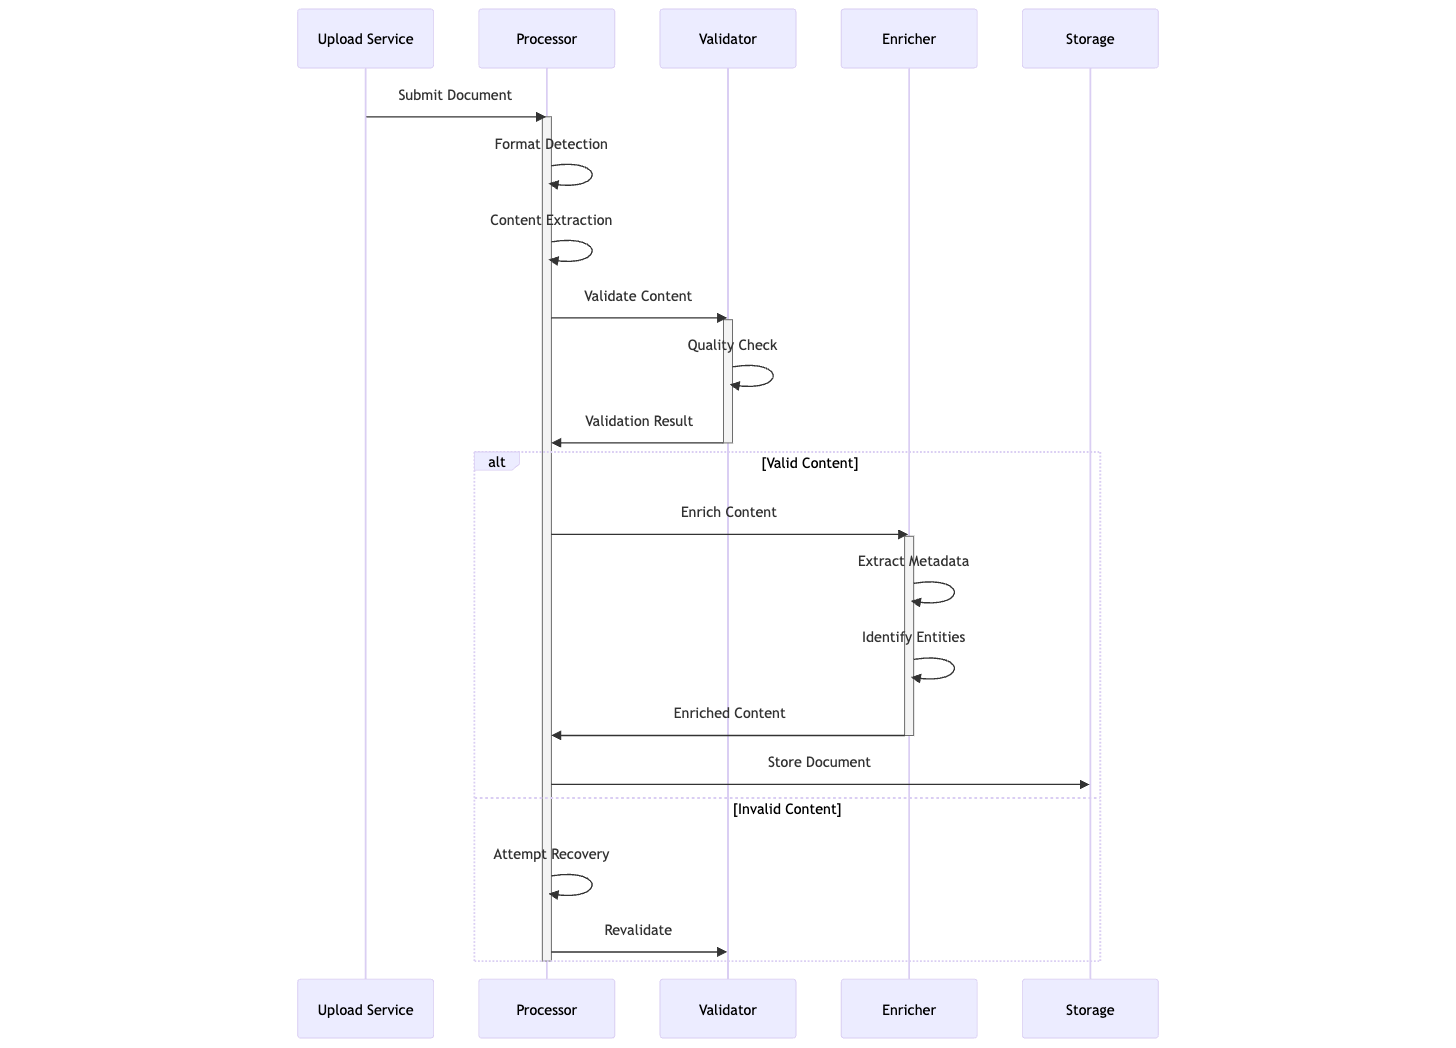 Upload Service
Processor
Validator
Enricher
Storage
Submit Document
Format Detection
Content Extraction
Validate Content
Quality Check
Validation Result
alt
[Valid Content]
Enrich Content
Extract Metadata
Identify Entities
Enriched Content
Store Document
[Invalid Content]
Attempt Recovery
Revalidate
Upload Service
Processor
Validator
Enricher
Storage